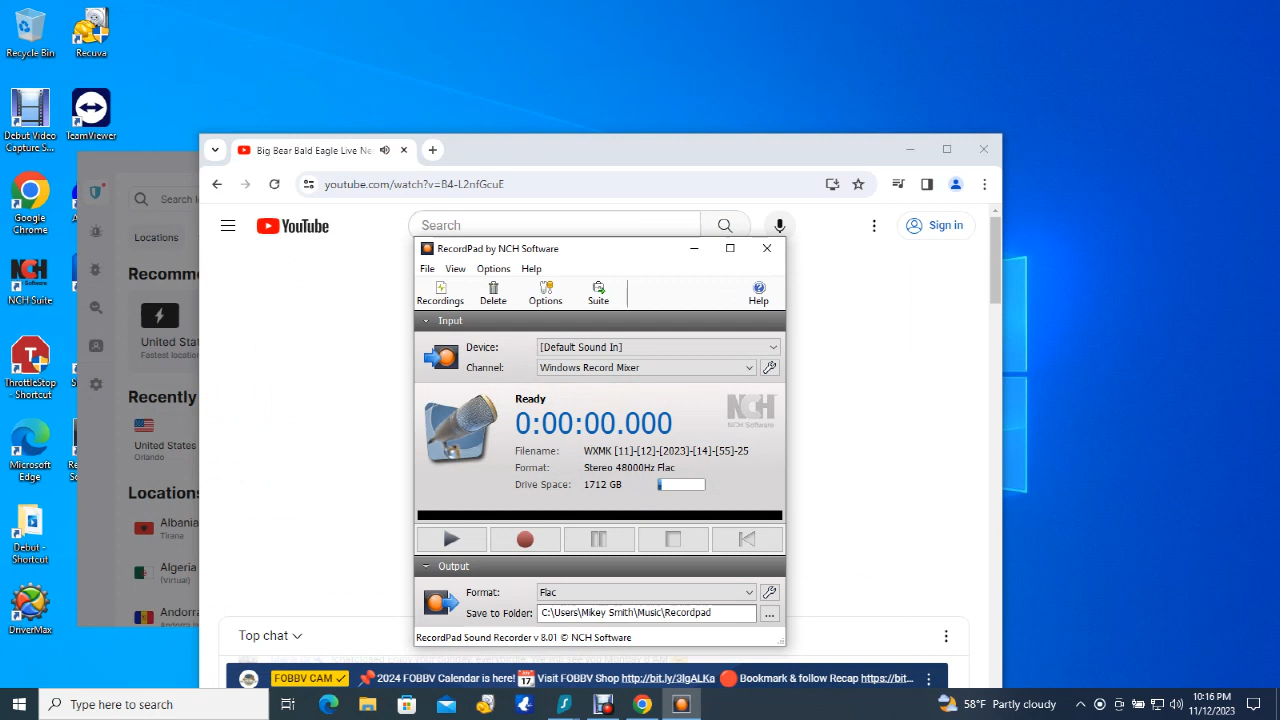 Recycle Bin
Recuva
Debut Video
Capture S...
TeamViewer
Google
Chrome
NCH Suite
ThrottleStop
- Shortcut
Microsoft
Edge
Debut -
Shortcut
DriverMax
Search l
Locations
Recomme
United Sta
Fastest locatio
Recently
United States
Orlando
Locations
Albania
Tirana
Algeria
(Virtual)
Andorra
Big Bear Bald Eagle Live Ne
youtube.com/watch?v=B4-L2nfGcuE
YouTube
Search
Sign in
RecordPad by NCH Software
File View Options Help
Recordings Delete Options Suite Help
Input
Device: [Default Sound In]
Channel: Windows Record Mixer
Ready
0:00:00.000
NCH
NCH Software
Filename: WXMK [11]-[12]-[2023]-[14]-[55]-25
Format: Stereo 48000Hz Flac
Drive Space: 1712 GB
Output
Format: Flac
Save to Folder: C:\Users\Mikey Smith\Music\Recordpad
...
RecordPad Sound Recorder v 8.01 © NCH Software
Top chat
FOBBV CAM ✓ 📌2024 FOBBV Calendar is here! 📅 Visit FOBBV Shop http://bit.ly/3lgALKa 🔴 Bookmark & follow Recap https://bit...
Type here to search
58°F Partly cloudy
10:16 PM
11/12/2023